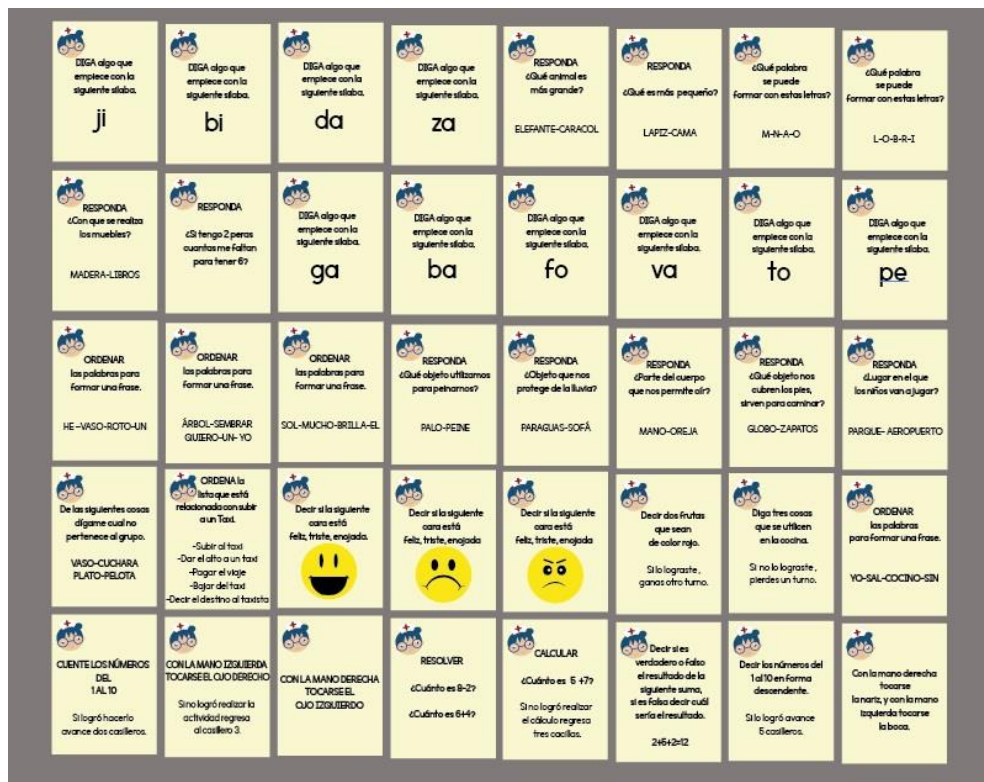 DIGA algo que
empiece con la
siguiente sílaba.
ji
DIGA algo que
empiece con la
siguiente sílaba.
bi
DIGA algo que
empiece con la
siguiente sílaba.
da
DIGA algo que
empiece con la
siguiente sílaba.
za
RESPONDA
¿Qué animal es
más grande?
ELEFANTE-CARACOL
RESPONDA
¿Qué es más pequeño?
LAPIZ-CAMA
¿Qué palabra
se puede
formar con estas letras?
M-N-A-O
¿Qué palabra
se puede
formar con estas letras?
L-O-B-R-I
RESPONDA
¿Con que se realiza
los muebles?
MADERA-LIBROS
RESPONDA
¿Si tengo 2 peras
cuantas me faltan
para tener 6?
DIGA algo que
empiece con la
siguiente sílaba.
ga
DIGA algo que
empiece con la
siguiente sílaba.
ba
DIGA algo que
empiece con la
siguiente sílaba.
fo
DIGA algo que
empiece con la
siguiente sílaba.
va
DIGA algo que
empiece con la
siguiente sílaba.
to
DIGA algo que
empiece con la
siguiente sílaba.
pe
ORDENAR
las palabras para
formar una frase.
HE –VASO-ROTO-UN
ORDENAR
las palabras para
formar una frase.
ÁRBOL-SEMBRAR
QUIERO-UN- YO
ORDENAR
las palabras para
formar una frase.
SOL-MUCHO-BRILLA-EL
RESPONDA
¿Qué objeto utilizamos
para peinarnos?
PALO-PEINE
RESPONDA
¿Objeto que nos
protege de la lluvia?
PARAGUAS-SOFÁ
RESPONDA
¿Parte del cuerpo
que nos permite oír?
MANO-OREJA
RESPONDA
¿Qué objeto nos
cubren los pies,
sirven para caminar?
GLOBO-ZAPATOS
RESPONDA
¿Lugar en el que
los niños van a jugar?
PARQUE- AEROPUERTO
De las siguientes cosas
dígame cual no
pertenece al grupo.
VASO-CUCHARA
PLATO-PELOTA
ORDENA la
lista que está
relacionada con subir
a un Taxi.
-Subir al taxi
-Dar el alto a un taxi
-Pagar el viaje
-Bajar del taxi
-Decir el destino al taxista
Decir si la siguiente
cara está
feliz, triste, enojada.
Decir si la siguiente
cara está
feliz, triste, enojada
Decir si la siguiente
cara está
feliz, triste, enojada
Decir dos frutas
que sean
de color rojo.
Si lo lograste,
ganas otro turno.
Diga tres cosas
que se utilicen
en la cocina.
Si no lo lograste,
pierdes un turno.
ORDENAR
las palabras
para formar una frase.
YO-SAL-COCINO-SIN
CUENTE LOS NÚMEROS
DEL
1 AL 10
Si logró hacerlo
avance dos casilleros.
CON LA MANO IZQUIERDA
TOCARSE EL OJO DERECHO
Si no logró realizar la
actividad regresa
al casillero 3.
CON LA MANO DERECHA
TOCARSE EL
OJO IZQUIERDO
RESOLVER
¿Cuánto es 8-2?
¿Cuánto es 6+4?
CALCULAR
¿Cuánto es 5 +7?
Si no logró realizar
el cálculo regresa
tres cacillas.
Decir si es
verdadero o falso
el resultado de la
siguiente suma,
si es falsa decir cuál
sería el resultado.
2+6+2=12
Decir los números del
1 al 10 en forma
descendente.
Si lo logró avance
5 casilleros.
Con la mano derecha
tocarse
la nariz, y con la mano
izquierda tocarse
la boca.